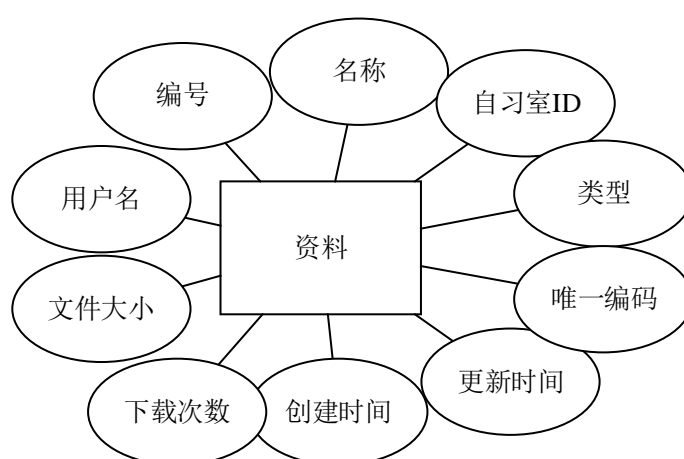 名称
编号
自习室ID
用户名
类型
资料
文件大小
唯一编码
更新时间
下载次数
创建时间